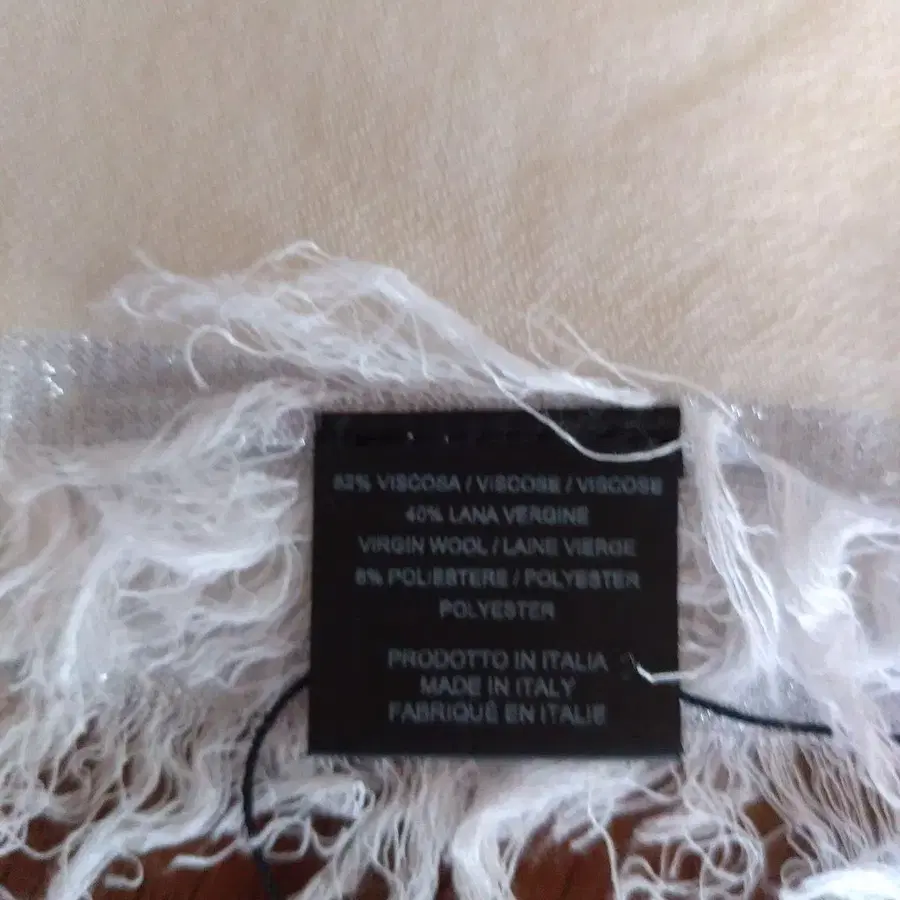 52% VISCOSA / VISCOSE / VISCOSE
40% LANA VERGINE
VIRGIN WOOL / LAINE VIERGE
8% POLIESTERE / POLYESTER
POLYESTER
PRODOTTO IN ITALIA
MADE IN ITALY
FABRIQUÉ EN ITALIE